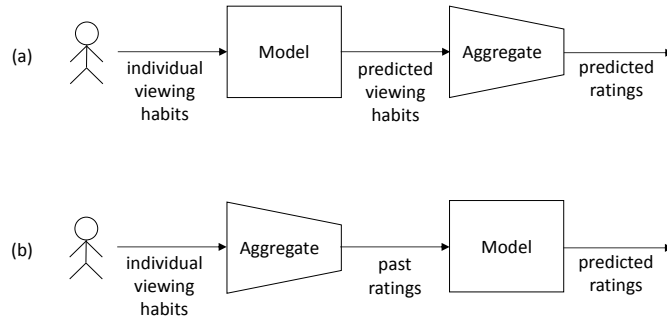 (a)
Model
Aggregate
individual
viewing
habits
predicted
viewing
habits
predicted
ratings
(b)
Aggregate
Model
individual
viewing
habits
past
ratings
predicted
ratings